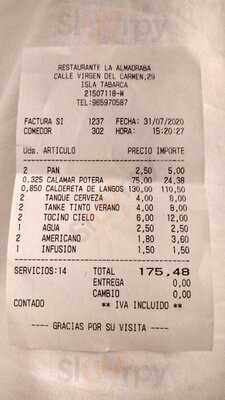 RESTAURANTE LA ALMADRABA
CALLE VIRGEN DEL CARMEN,29
ISLA TABARCA
21507118-W
TEL:965970587
FACTURA SI 1237 FECHA: 31/07/2020
COMEDOR 302 HORA: 15:20:27
Uds. ARTICULO PRECIO IMPORTE
2 PAN 2,50 5,00
0,325 CALAMAR POTERA 75,00 24,38
0,850 CALDERETA DE LANGOS 130,00 110,50
2 TANQUE CERVEZA 4,00 8,00
2 TANKE TINTO VERANO 4,00 8,00
2 TOCINO CIELO 6,00 12,00
1 AGUA 2,50 2,50
2 AMERICANO 1,80 3,60
1 INFUSION 1,50 1,50
SERVICIOS:14 TOTAL 175,48
ENTREGA 0,00
CAMBIO 0,00
CONTADO ** IVA INCLUIDO **
---- GRACIAS POR SU VISITA ----